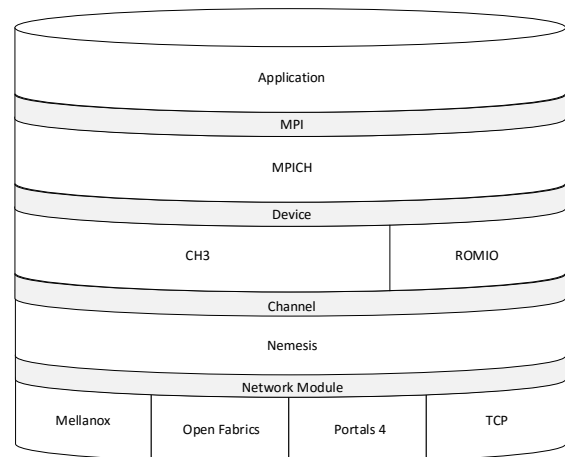 Application
MPI
MPICH
Device
CH3
ROMIO
Channel
Nemesis
Network Module
Mellanox
Open Fabrics
Portals 4
TCP